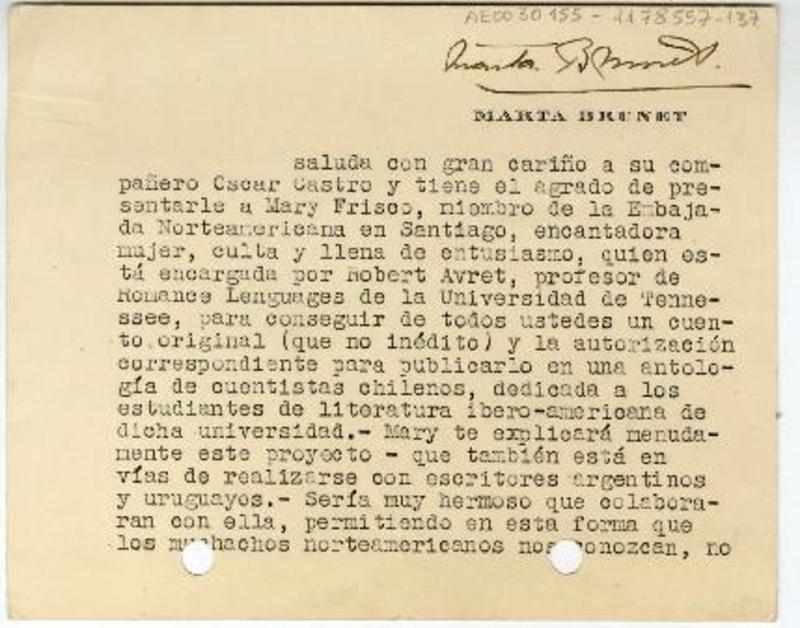 AE0030155-1178557-137
Marta Brunet.
MARTA BRUNET
saluda con gran cariño a su com-
pañero Oscar Castro y tiene el agrado de pre-
sentarle a Mary Frisco, miembro de la Embaja-
da Norteamericana en Santiago, encantadora
mujer, culta y llena de entusiasmo, quien es-
tá encargada por Robert Avret, profesor de
Romance Lenguages de la Universidad de Tenne-
ssee, para conseguir de todos ustedes un cuen-
to original (que no inédito) y la autorización
correspondiente para publicarlo en una antolo-
gía de cuentistas chilenos, dedicada a los
estudiantes de literatura ibero-americana de
dicha universidad.- Mary te explicará menuda-
mente este proyecto - que también está en
vías de realizarse con escritores argentinos
y uruguayos.- Sería muy hermoso que colabora-
ran con ella, permitiendo en esta forma que
los muchachos norteamericanos nos conozcan, no